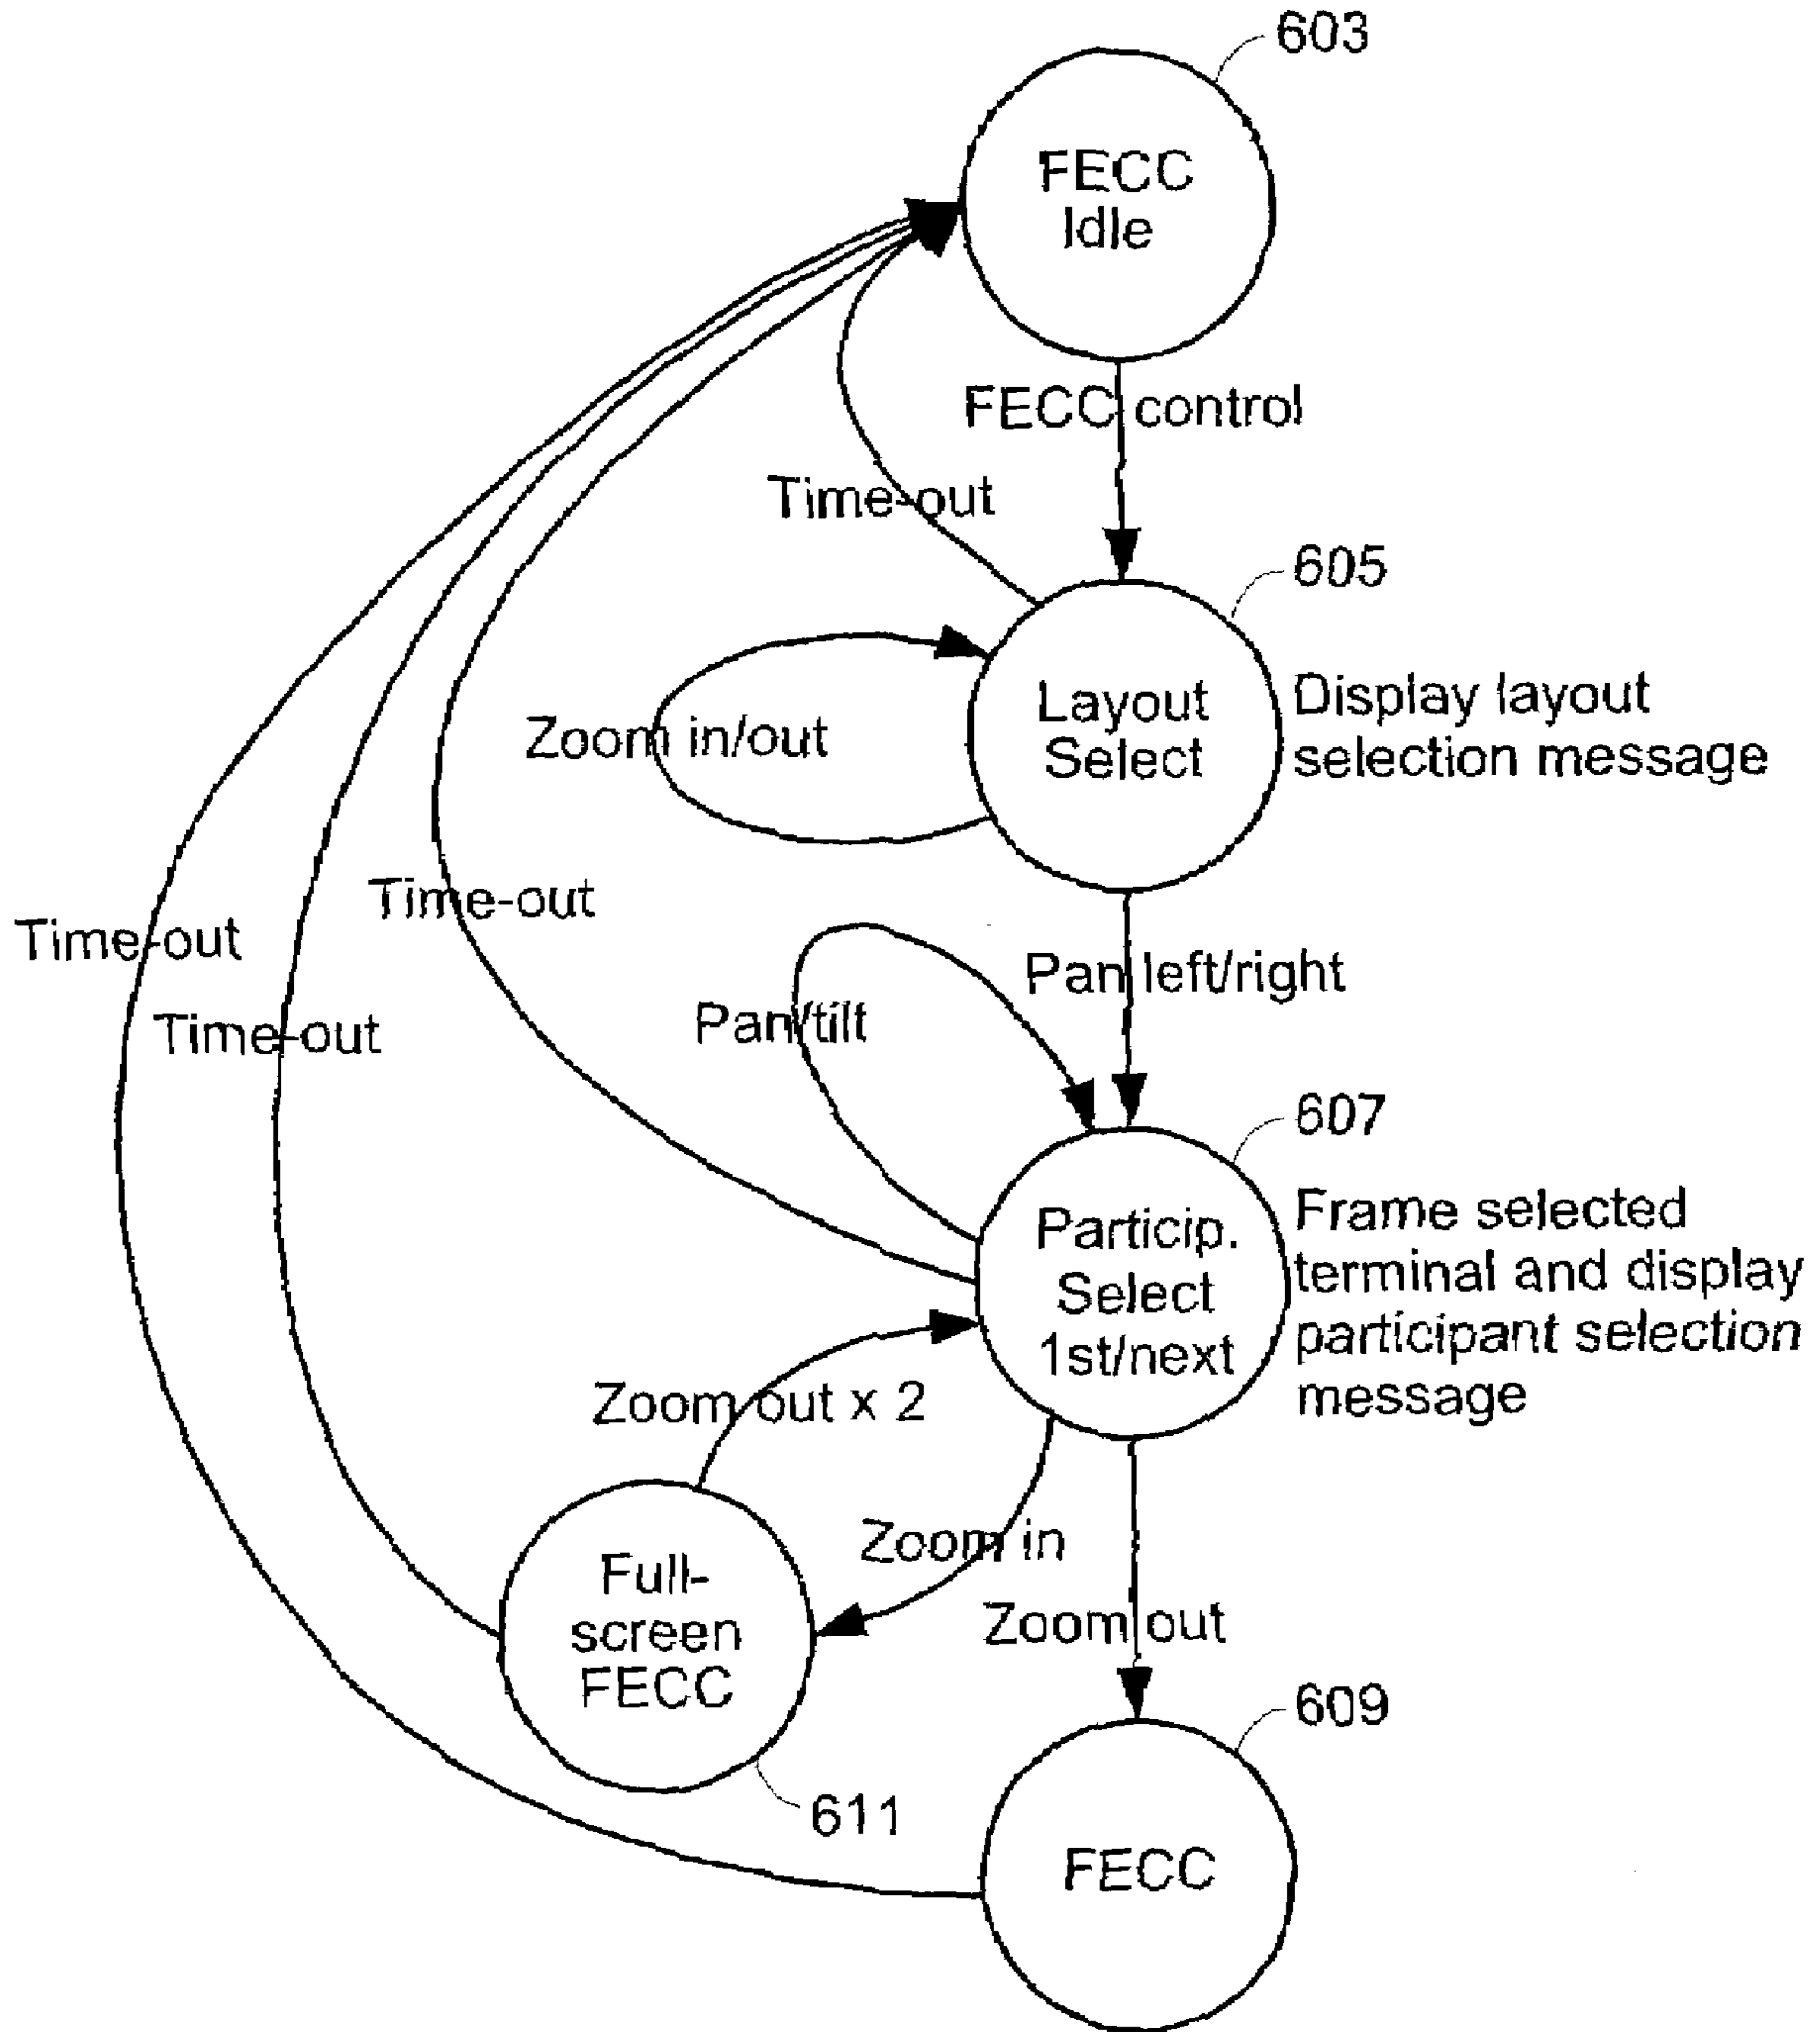 603
FECC
Idle
FECC control
Time-out
605
Layout
Select
Display layout
selection message
Zoom in/out
Time-out
Time-out
Time-out
Pan left/right
Pan/tilt
607
Particip.
Select
1st/next
Frame selected
terminal and display
participant selection
message
Zoom out x 2
Zoom in
Full-
screen
FECC
Zoom out
609
611
FECC